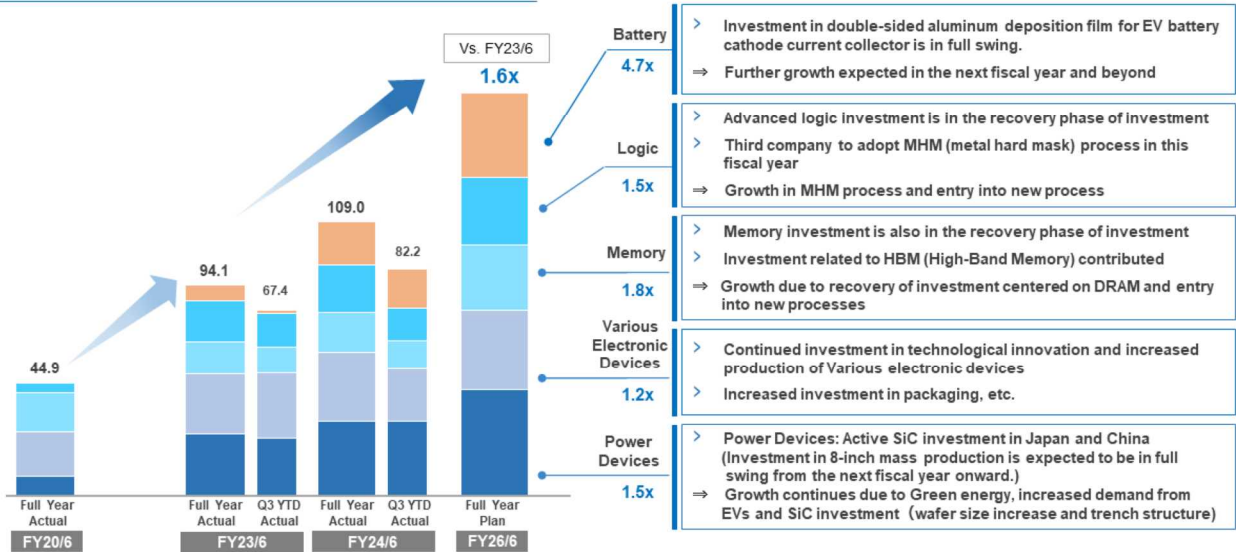 Vs. FY23/6
1.6x
109.0
94.1
82.2
67.4
44.9
Full Year
Actual
FY20/6
Full Year
Actual
Q3 YTD
Actual
FY23/6
Full Year
Actual
Q3 YTD
Actual
FY24/6
Full Year
Plan
FY26/6
Battery
4.7x
> Investment in double-sided aluminum deposition film for EV battery
cathode current collector is in full swing.
⇒ Further growth expected in the next fiscal year and beyond
Logic
1.5x
> Advanced logic investment is in the recovery phase of investment
> Third company to adopt MHM (metal hard mask) process in this
fiscal year
⇒ Growth in MHM process and entry into new process
Memory
1.8x
> Memory investment is also in the recovery phase of investment
> Investment related to HBM (High-Band Memory) contributed
⇒ Growth due to recovery of investment centered on DRAM and entry
into new processes
Various
Electronic
Devices
1.2x
> Continued investment in technological innovation and increased
production of Various electronic devices
> Increased investment in packaging, etc.
Power
Devices
1.5x
> Power Devices: Active SiC investment in Japan and China
(Investment in 8-inch mass production is expected to be in full
swing from the next fiscal year onward.)
⇒ Growth continues due to Green energy, increased demand from
EVs and SiC investment (wafer size increase and trench structure)